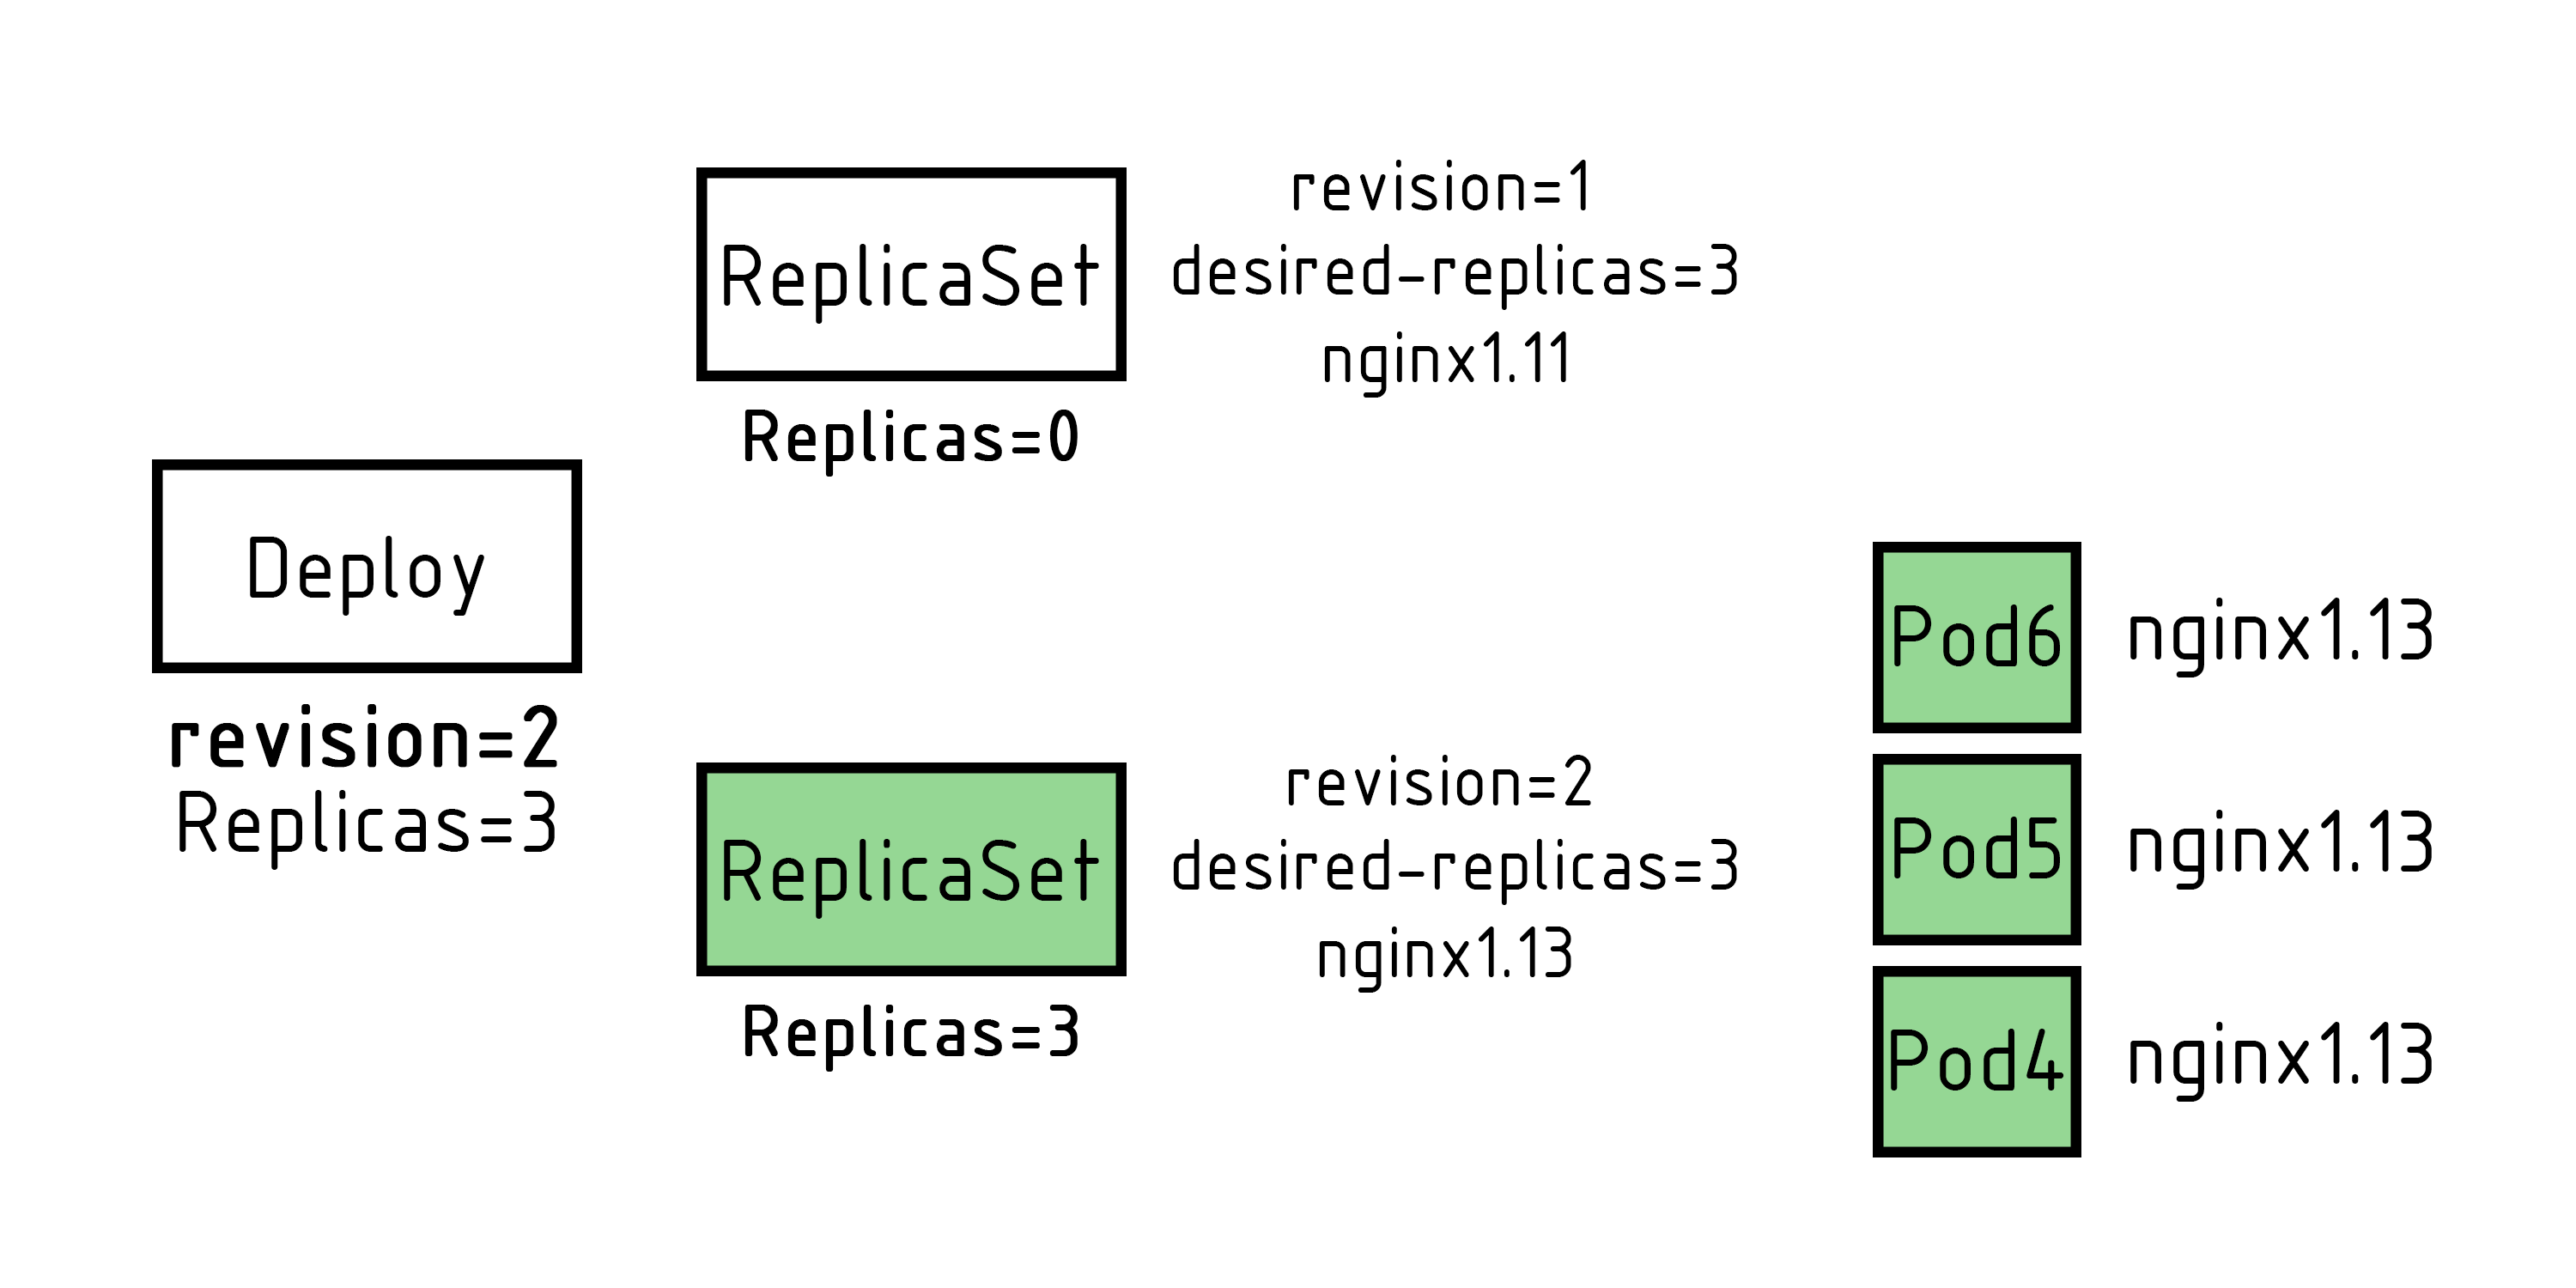 ReplicaSet
Replicas=0
revision=1
desired-replicas=3
nginx1.11
Deploy
revision=2
Replicas=3
ReplicaSet
Replicas=3
revision=2
desired-replicas=3
nginx1.13
Pod6 nginx1.13
Pod5 nginx1.13
Pod4 nginx1.13